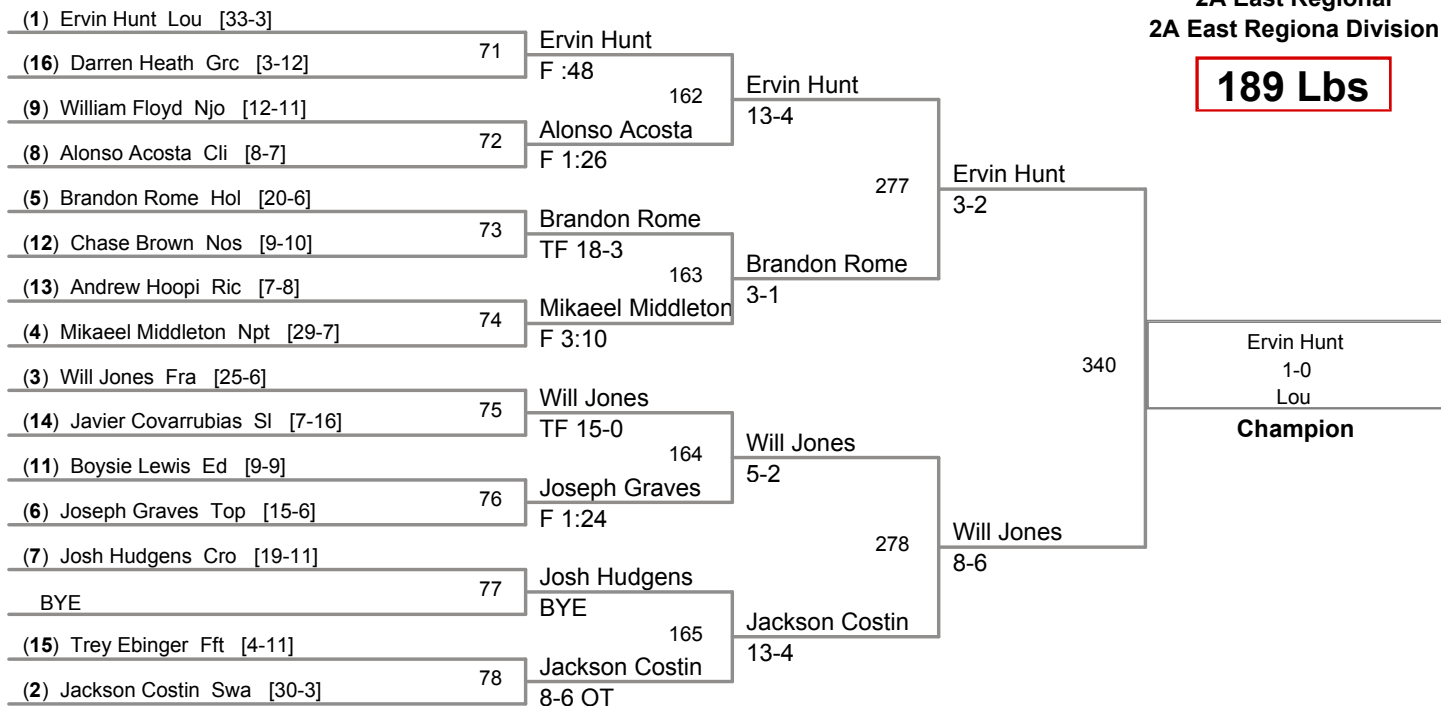 2A East Regional
2A East Regiona Division
189 Lbs
(1) Ervin Hunt Lou [33-3]
(16) Darren Heath Grc [3-12]
(9) William Floyd Njo [12-11]
(8) Alonso Acosta Cli [8-7]
(5) Brandon Rome Hol [20-6]
(12) Chase Brown Nos [9-10]
(13) Andrew Hoopi Ric [7-8]
(4) Mikaeel Middleton Npt [29-7]
(3) Will Jones Fra [25-6]
(14) Javier Covarrubias Sl [7-16]
(11) Boysie Lewis Ed [9-9]
(6) Joseph Graves Top [15-6]
(7) Josh Hudgens Cro [19-11]
BYE
(15) Trey Ebinger Fft [4-11]
(2) Jackson Costin Swa [30-3]
71
Ervin Hunt
F :48
72
Alonso Acosta
F 1:26
73
Brandon Rome
TF 18-3
74
Mikaeel Middleton
F 3:10
75
Will Jones
TF 15-0
76
Joseph Graves
F 1:24
77
Josh Hudgens
BYE
78
Jackson Costin
8-6 OT
162
Ervin Hunt
13-4
163
Brandon Rome
3-1
164
Will Jones
5-2
165
Jackson Costin
13-4
277
Ervin Hunt
3-2
278
Will Jones
8-6
340
Ervin Hunt
1-0
Lou
Champion